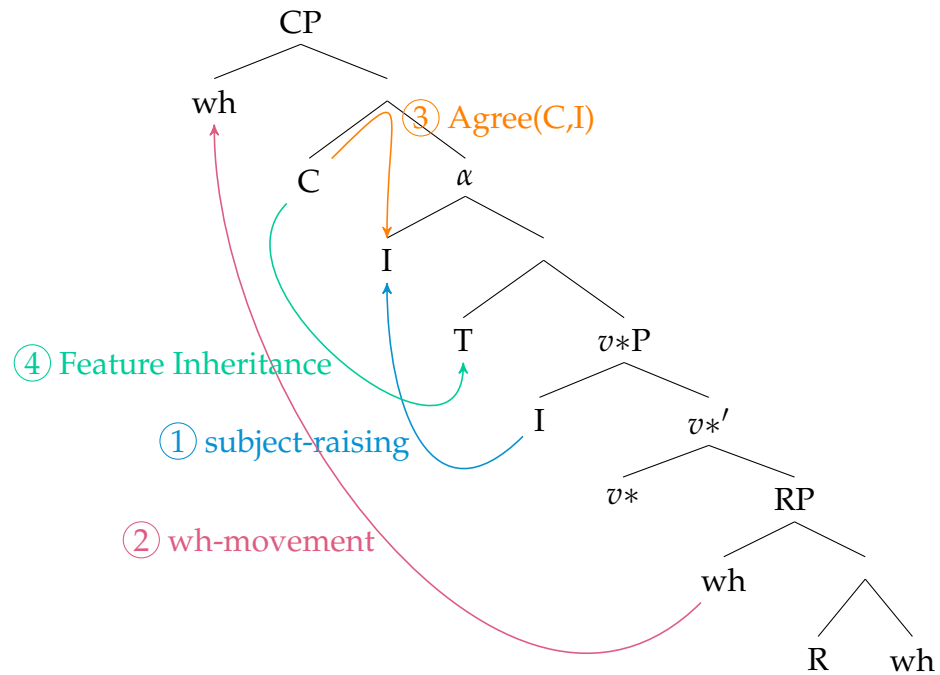 CP
wh
③ Agree(C,I)
C
α
I
T
v∗P
④ Feature Inheritance
I
v∗′
① subject-raising
v∗
RP
② wh-movement
wh
R
wh